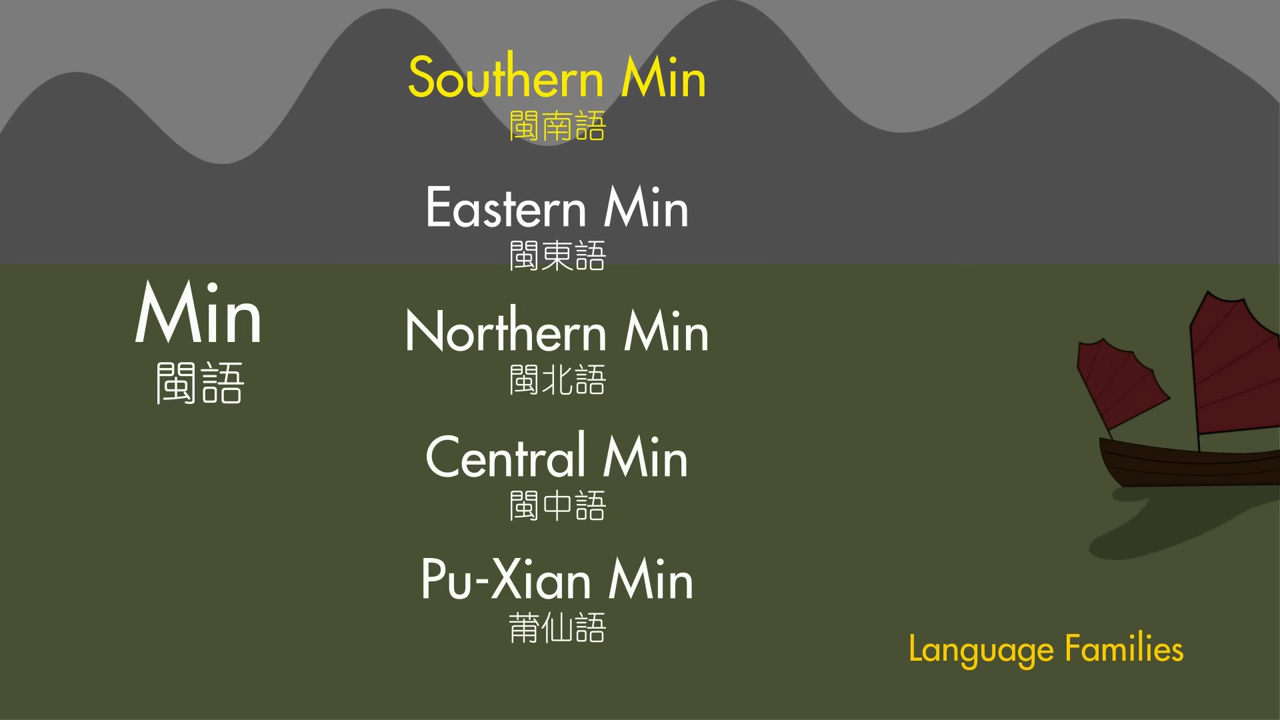 Southern Min
閩南語
Eastern Min
閩東語
Northern Min
閩北語
Min
閩語
Central Min
閩中語
Pu-Xian Min
莆仙語
Language Families